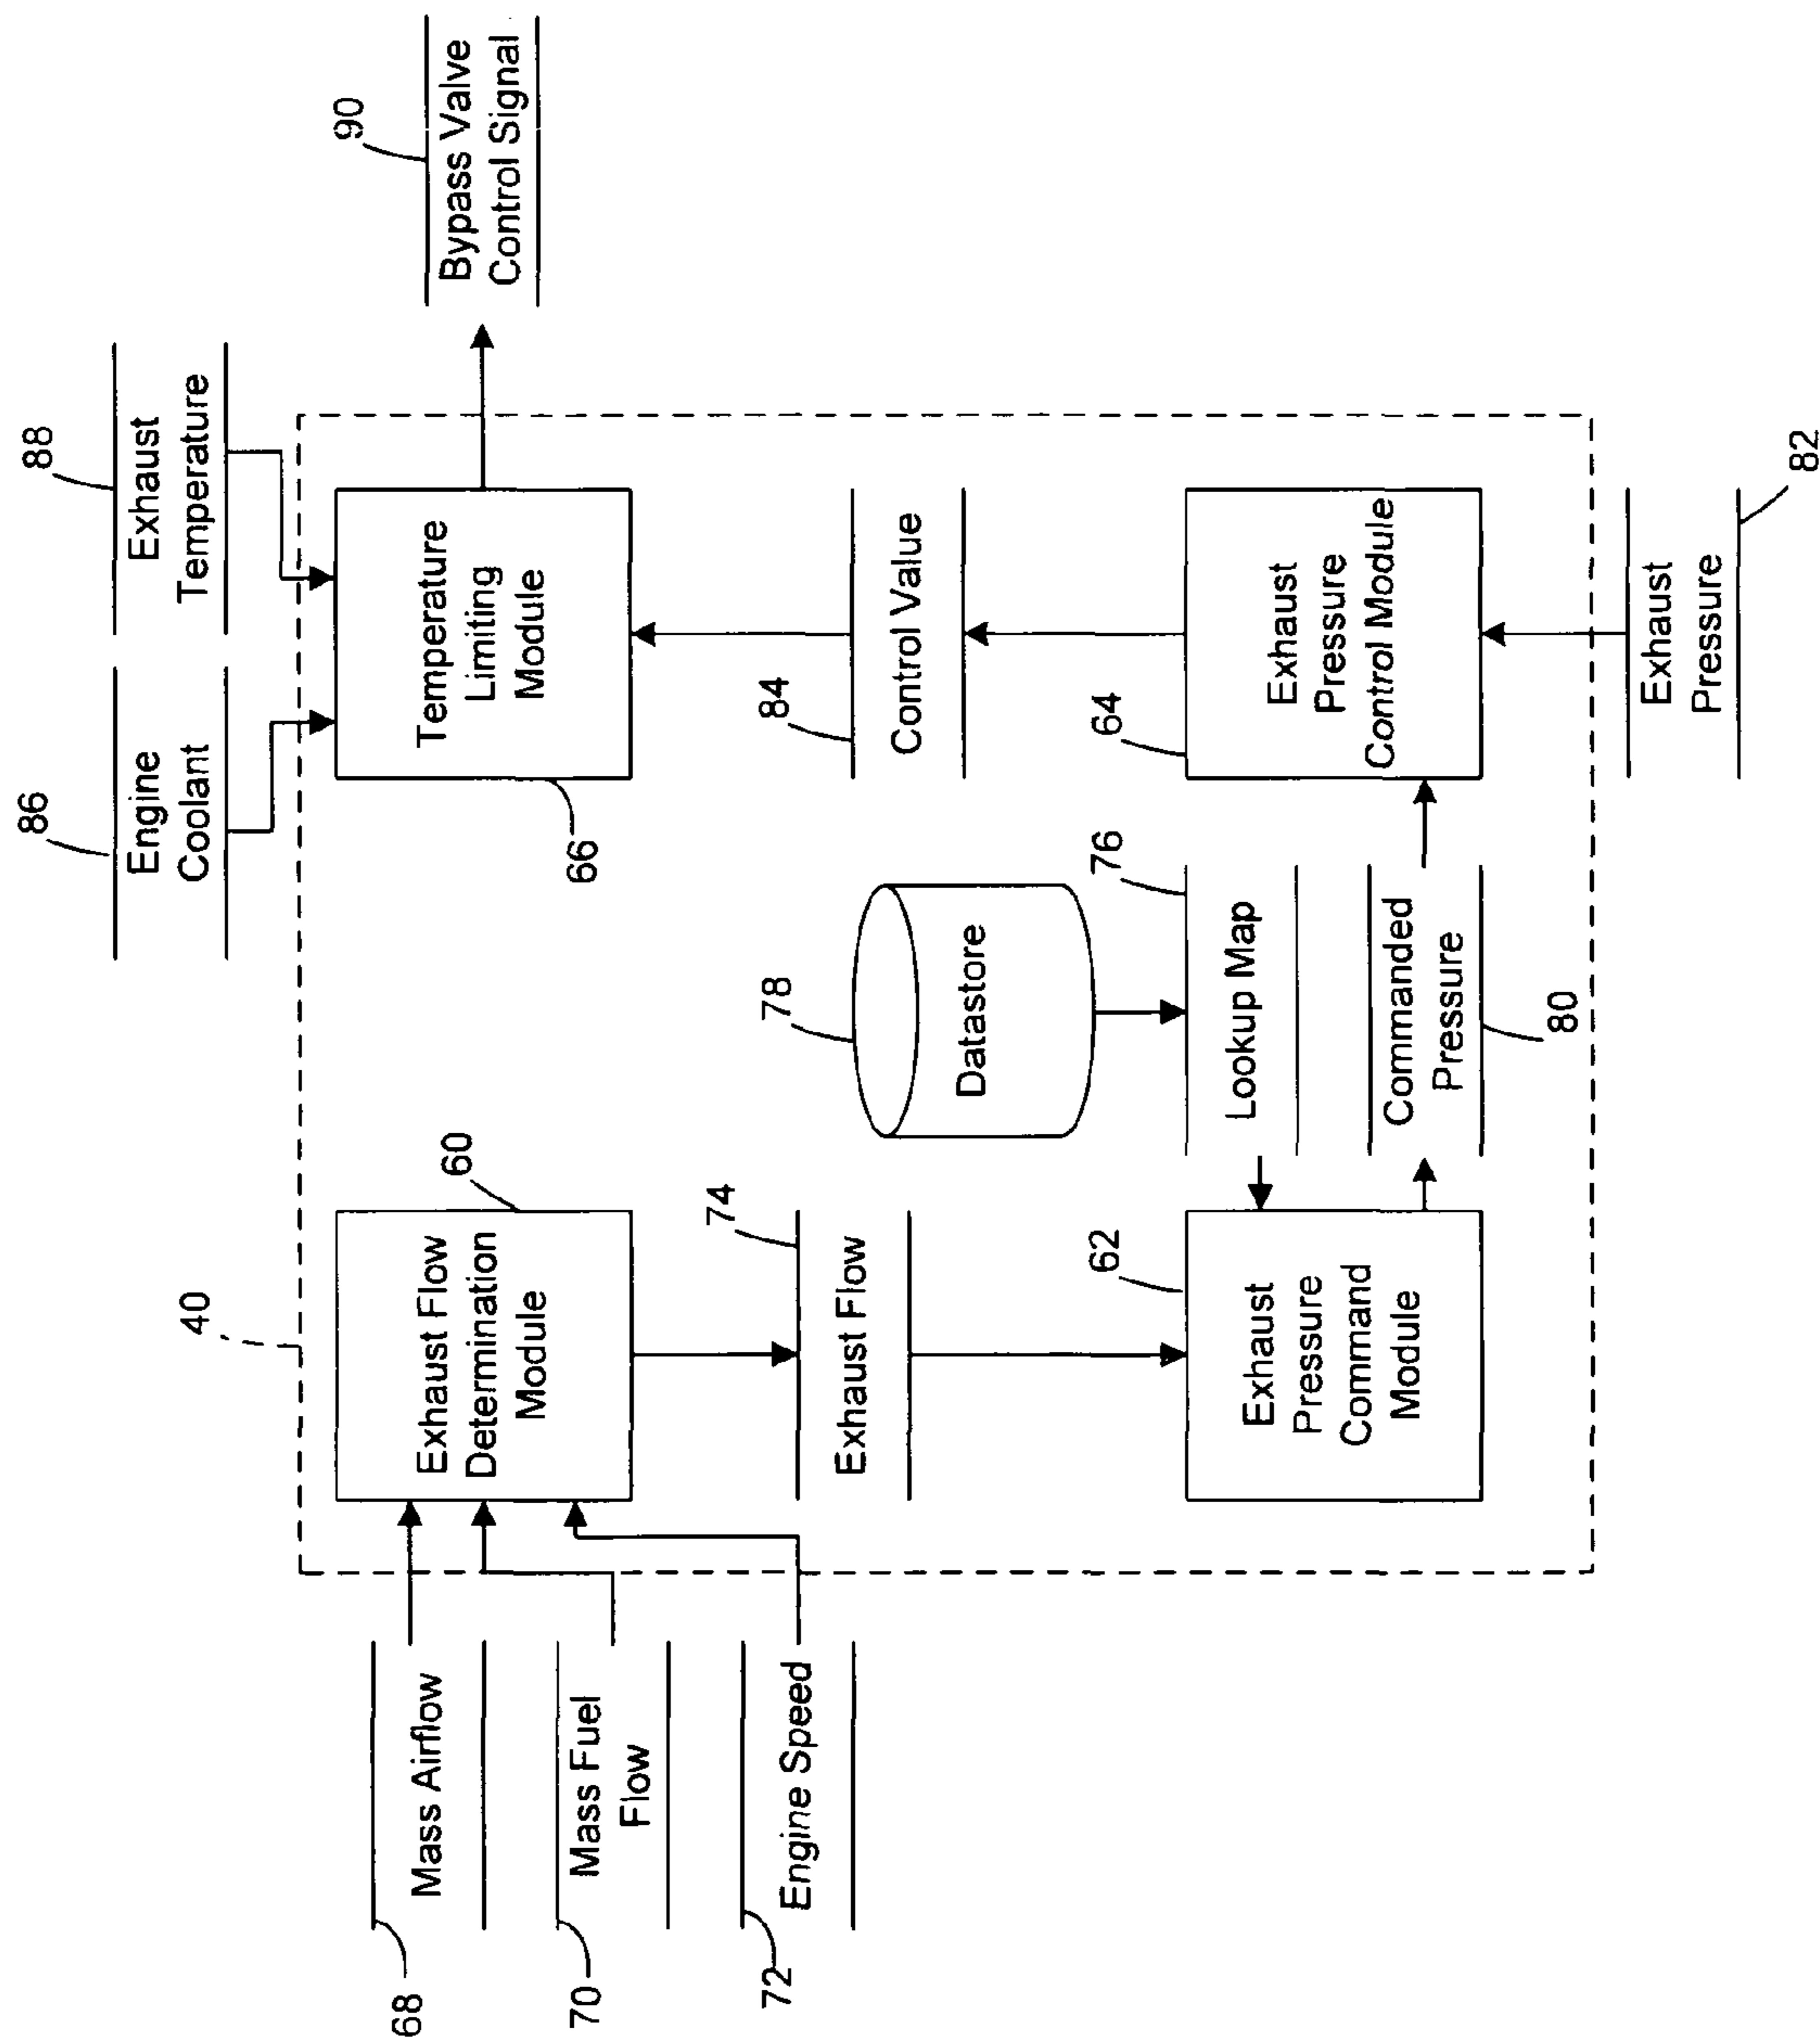 86
Engine
Coolant
88
Exhaust
Temperature
90
Bypass Valve
Control Signal
40
68
Mass Airflow
70
Mass Fuel
Flow
72
Engine Speed
Exhaust Flow
Determination
Module
60
Temperature
Limiting
Module
66
74
Exhaust Flow
78
Datastore
84
Control Value
62
Exhaust
Pressure
Command
Module
76
Lookup Map
Commanded
Pressure
80
64
Exhaust
Pressure
Control Module
Exhaust
Pressure
82